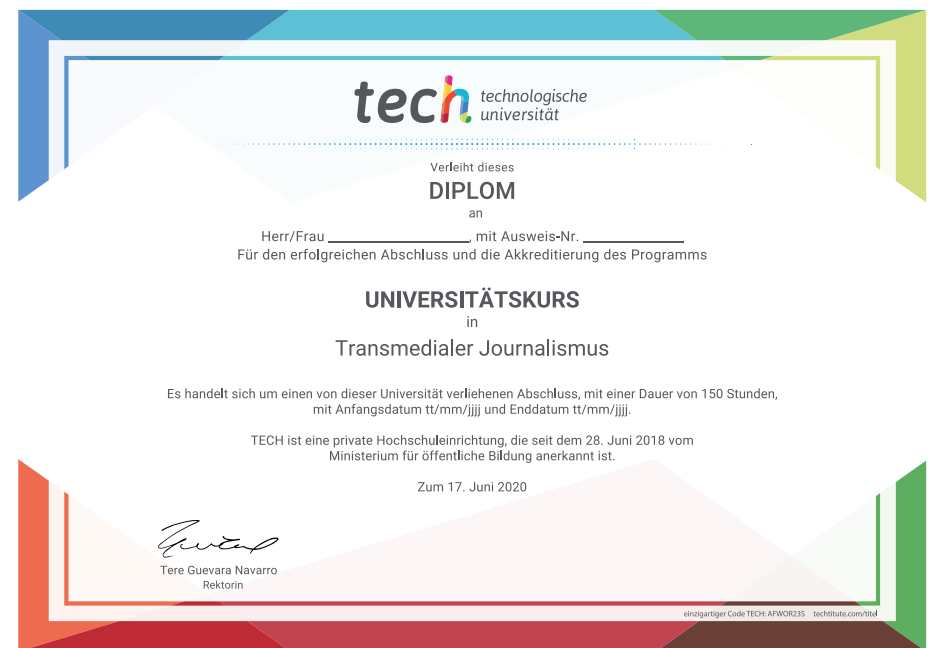 tech technologische
universität
Verleiht dieses
DIPLOM
an
Herr/Frau ____________________, mit Ausweis-Nr. ______________
Für den erfolgreichen Abschluss und die Akkreditierung des Programms
UNIVERSITÄTSKURS
in
Transmedialer Journalismus
Es handelt sich um einen von dieser Universität verliehenen Abschluss, mit einer Dauer von 150 Stunden,
mit Anfangsdatum tt/mm/jjjj und Enddatum tt/mm/jjjj.
TECH ist eine private Hochschuleinrichtung, die seit dem 28. Juni 2018 vom
Ministerium für öffentliche Bildung anerkannt ist.
Zum 17. Juni 2020
Tere Guevara Navarro
Rektorin
einzigartiger Code TECH: AFWOR23S techtitute.com/titel